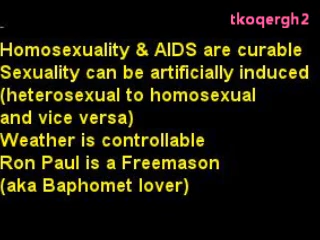 tkoqergh2
Homosexuality & AIDS are curable
Sexuality can be artificially induced
(heterosexual to homosexual
and vice versa)
Weather is controllable
Ron Paul is a Freemason
(aka Baphomet lover)